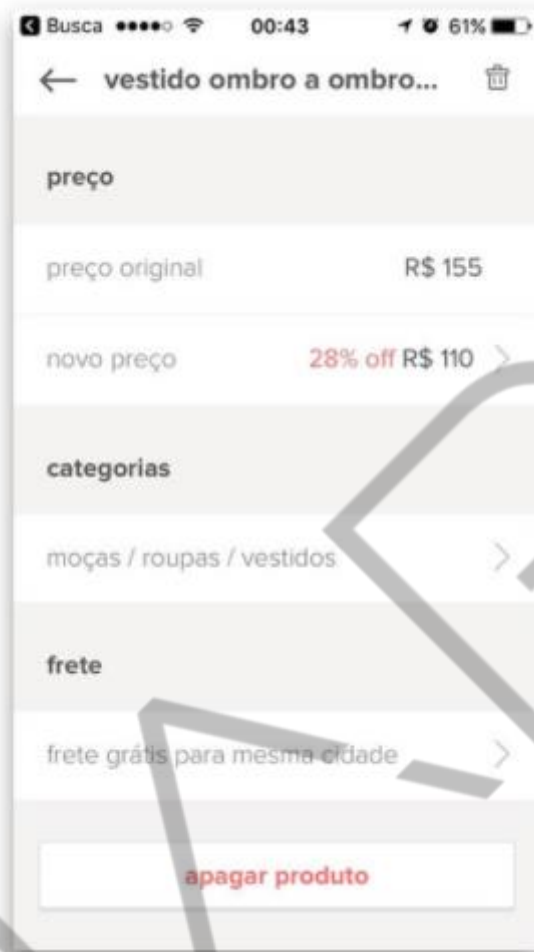 Busca 00:43 61%
vestido ombro a ombro...
preço
preço original R$ 155
novo preço 28% off R$ 110
categorias
moças / roupas / vestidos
frete
frete grátis para mesma cidade
apagar produto